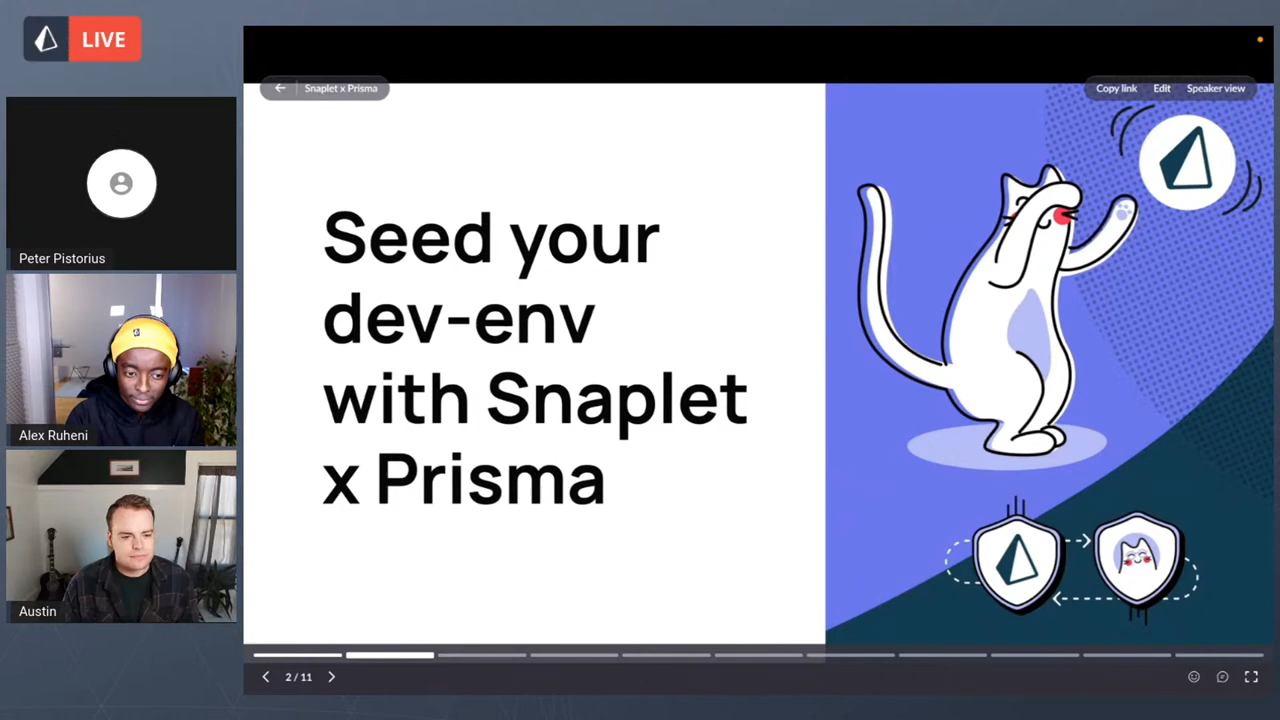 LIVE
Peter Pistorius
Alex Ruheni
Austin
Snaplet x Prisma
Copy link
Edit
Speaker view
Seed your
dev-env
with Snaplet
x Prisma
2 / 11